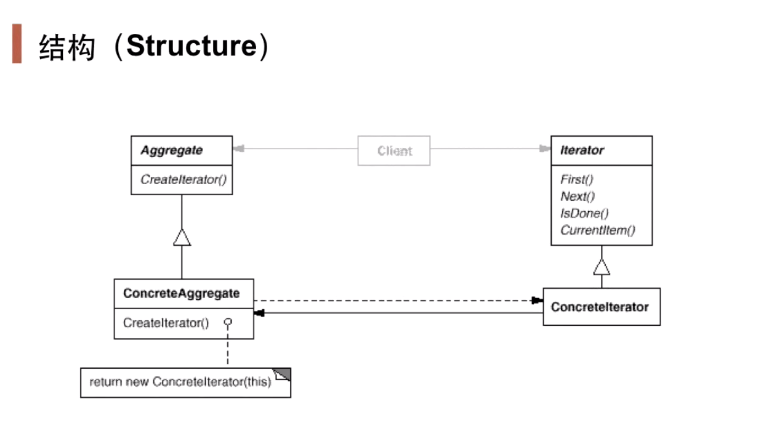 结构（Structure）
Aggregate
CreateIterator()
Client
Iterator
First()
Next()
IsDone()
CurrentItem()
ConcreteAggregate
CreateIterator()
ConcreteIterator
return new ConcreteIterator(this)